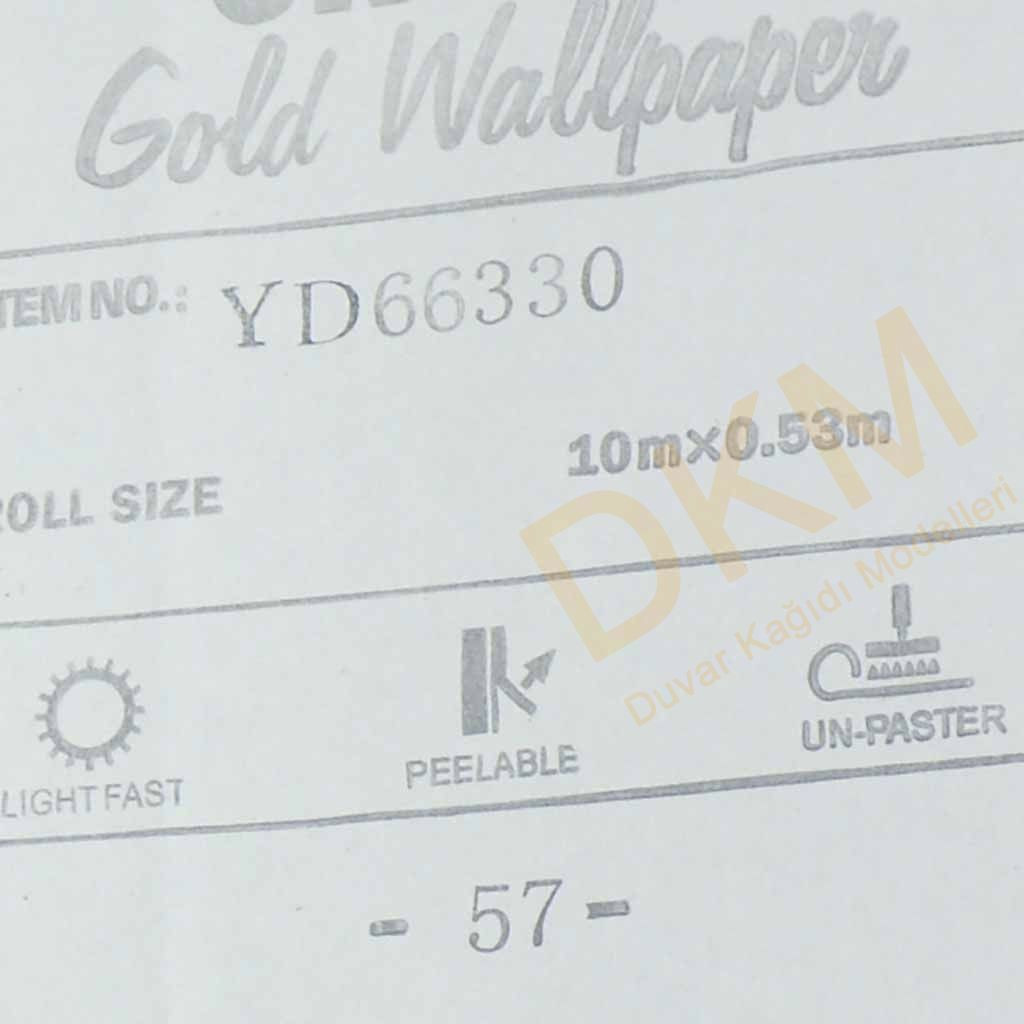 Gold Wallpaper
TEM NO.: YD66330
10m×0.53m
ROLL SIZE
DKM
Duvar Kağıdı Modelleri
LIGHT FAST
PEELABLE
UN-PASTER
- 57 -